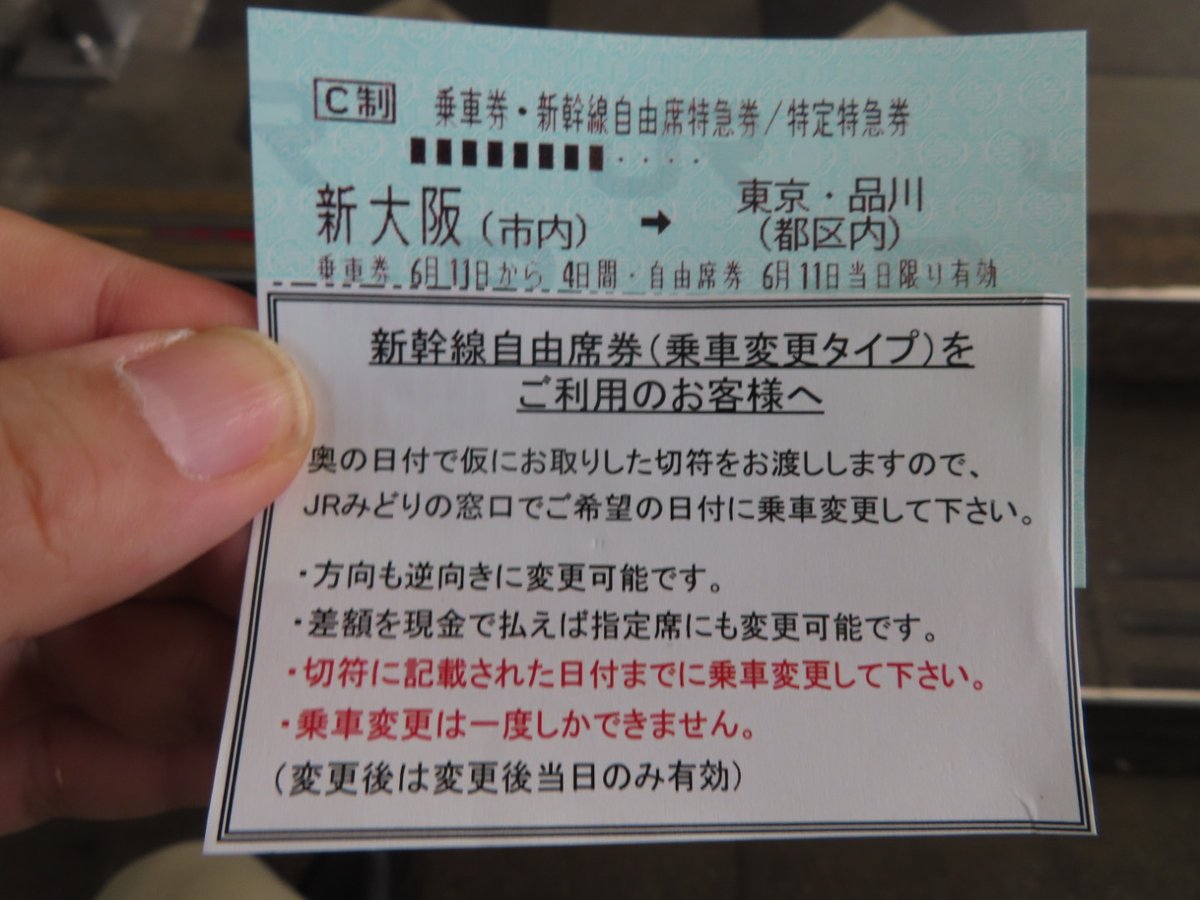 C制 乗車券・新幹線自由席特急券/特定特急券
新大阪(市内) → 東京・品川(都区内)
乗車券 6月11日から 4日間・自由席券 6月11日当日限り有効
新幹線自由席券(乗車変更タイプ)を
ご利用のお客様へ
奥の日付で仮にお取りした切符をお渡ししますので、
JRみどりの窓口でご希望の日付に乗車変更して下さい。
・方向も逆向きに変更可能です。
・差額を現金で払えば指定席にも変更可能です。
・切符に記載された日付までに乗車変更して下さい。
・乗車変更は一度しかできません。
(変更後は変更後当日のみ有効)